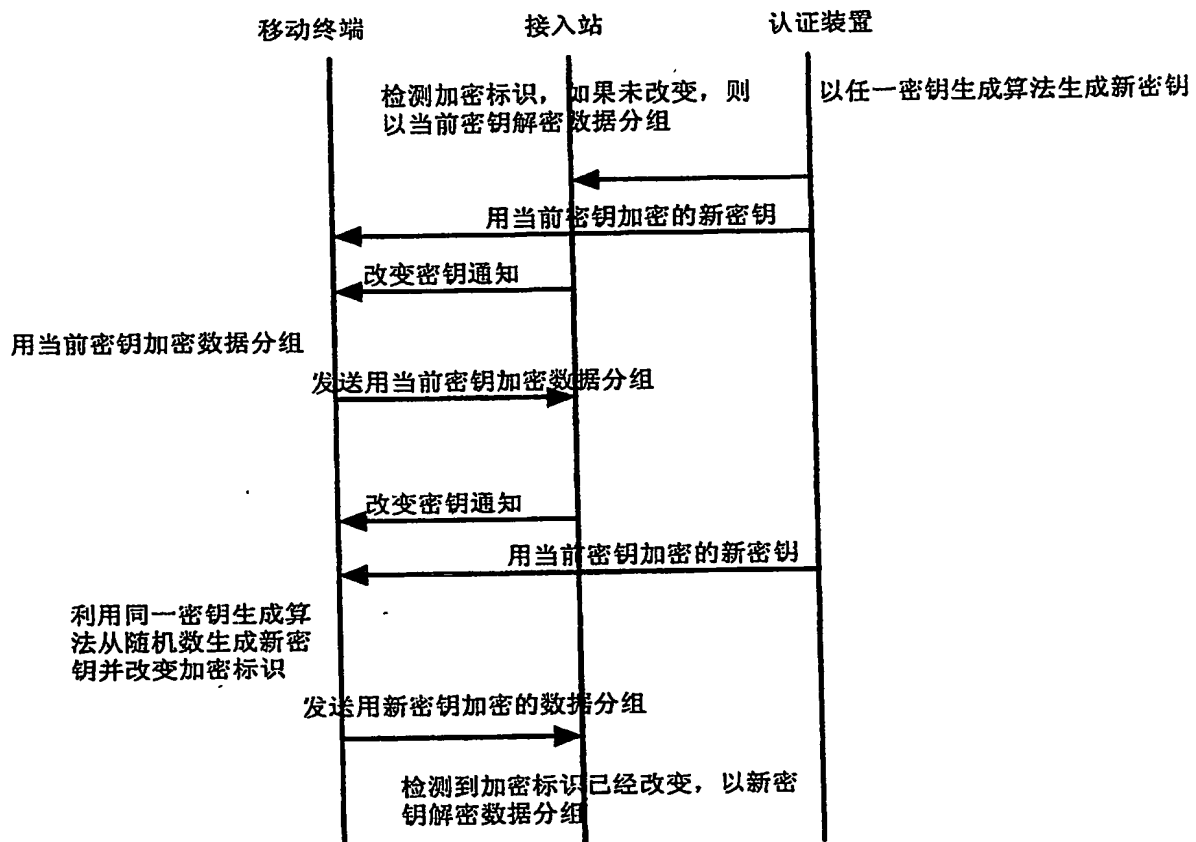 移动终端
接入站
认证装置
检测加密标识，如果未改变，则
以当前密钥解密数据分组
以任一密钥生成算法生成新密钥
用当前密钥加密的新密钥
改变密钥通知
用当前密钥加密数据分组
发送用当前密钥加密数据分组
改变密钥通知
用当前密钥加密的新密钥
利用同一密钥生成算
法从随机数生成新密
钥并改变加密标识
发送用新密钥加密的数据分组
检测到加密标识已经改变，以新密
钥解密数据分组